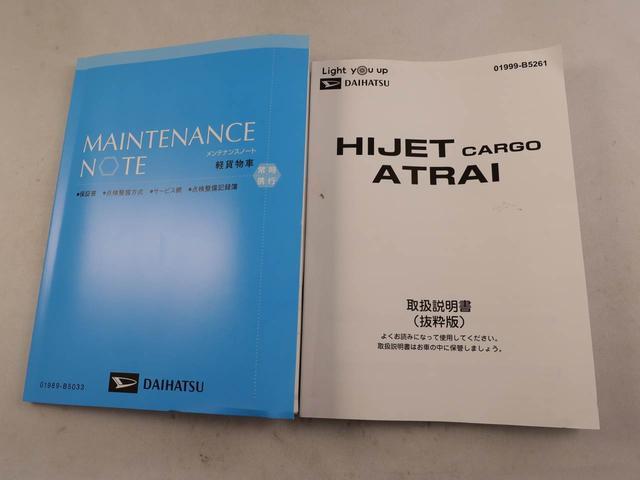 MAINTENANCE
NOTE
メンテナンスノート
軽貨物車
常時
携行
●保証書 ●点検整備方式 ●サービス網 ●点検整備記録簿
01989-B5033
DAIHATSU
Light you up
01999-B5261
DAIHATSU
HIJET CARGO
ATRAI
取扱説明書
（抜粋版）
よくお読みになって使用してください。
取扱説明書はお車の中に保管しましょう。